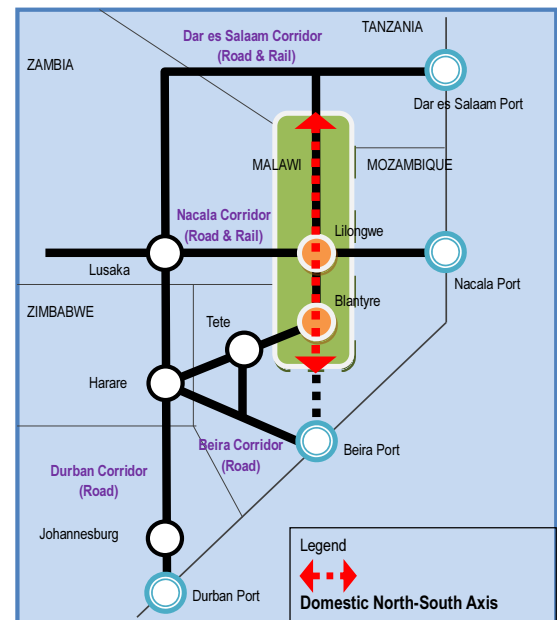 TANZANIA
Dar es Salaam Corridor
(Road & Rail)
ZAMBIA
Dar es Salaam Port
MALAWI
MOZAMBIQUE
Nacala Corridor
(Road & Rail)
Lilongwe
Lusaka
Nacala Port
Blantyre
ZIMBABWE
Tete
Harare
Beira Corridor
(Road)
Beira Port
Durban Corridor
(Road)
Johannesburg
Legend
Durban Port
Domestic North-South Axis